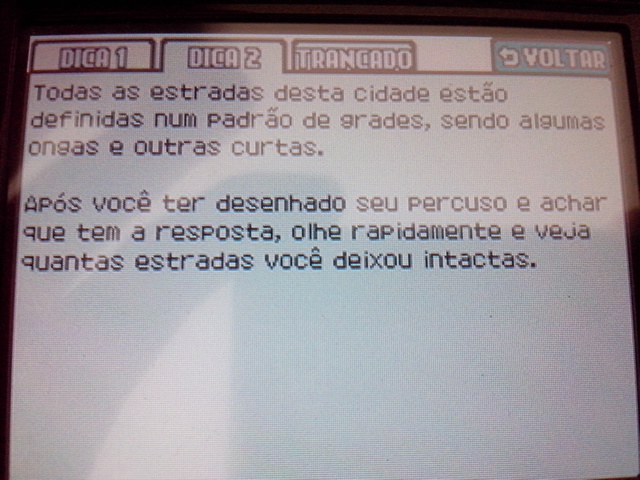 DICA 1 DICA 2 TRANCADO VOLTAR
Todas as estradas desta cidade estão
definidas num padrão de grades, sendo algumas
ongas e outras curtas.
Após você ter desenhado seu percuso e achar
que tem a resposta, olhe rapidamente e veja
quantas estradas você deixou intactas.